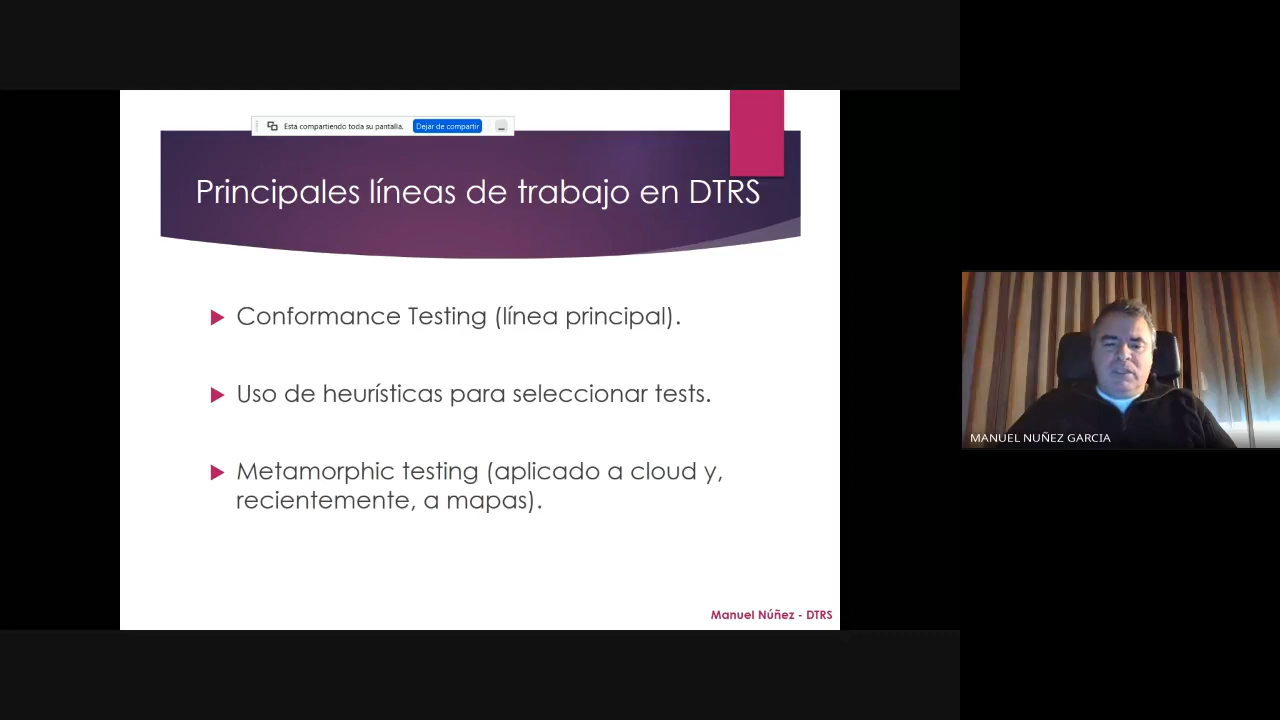 Está compartiendo toda su pantalla. Dejar de compartir
Principales líneas de trabajo en DTRS
Conformance Testing (línea principal).
Uso de heurísticas para seleccionar tests.
Metamorphic testing (aplicado a cloud y,
recientemente, a mapas).
Manuel Núñez - DTRS
MANUEL NUÑEZ GARCIA